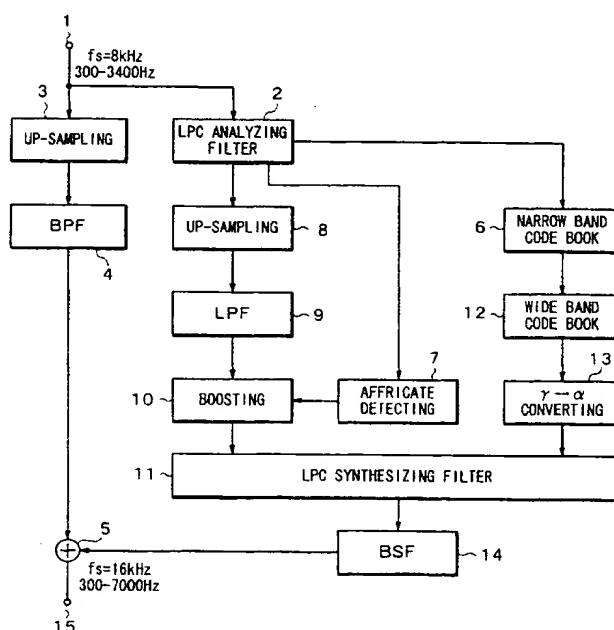 1
fs=8kHz
300-3400Hz
3
2
UP-SAMPLING
LPC ANALYZING
FILTER
BPF
4
UP-SAMPLING
8
6
NARROW BAND
CODE BOOK
LPF
9
12
WIDE BAND
CODE BOOK
7
13
10
BOOSTING
AFFRICATE
DETECTING
γ→α
CONVERTING
11
LPC SYNTHESIZING FILTER
5
+
BSF
14
fs=16kHz
300-7000Hz
15